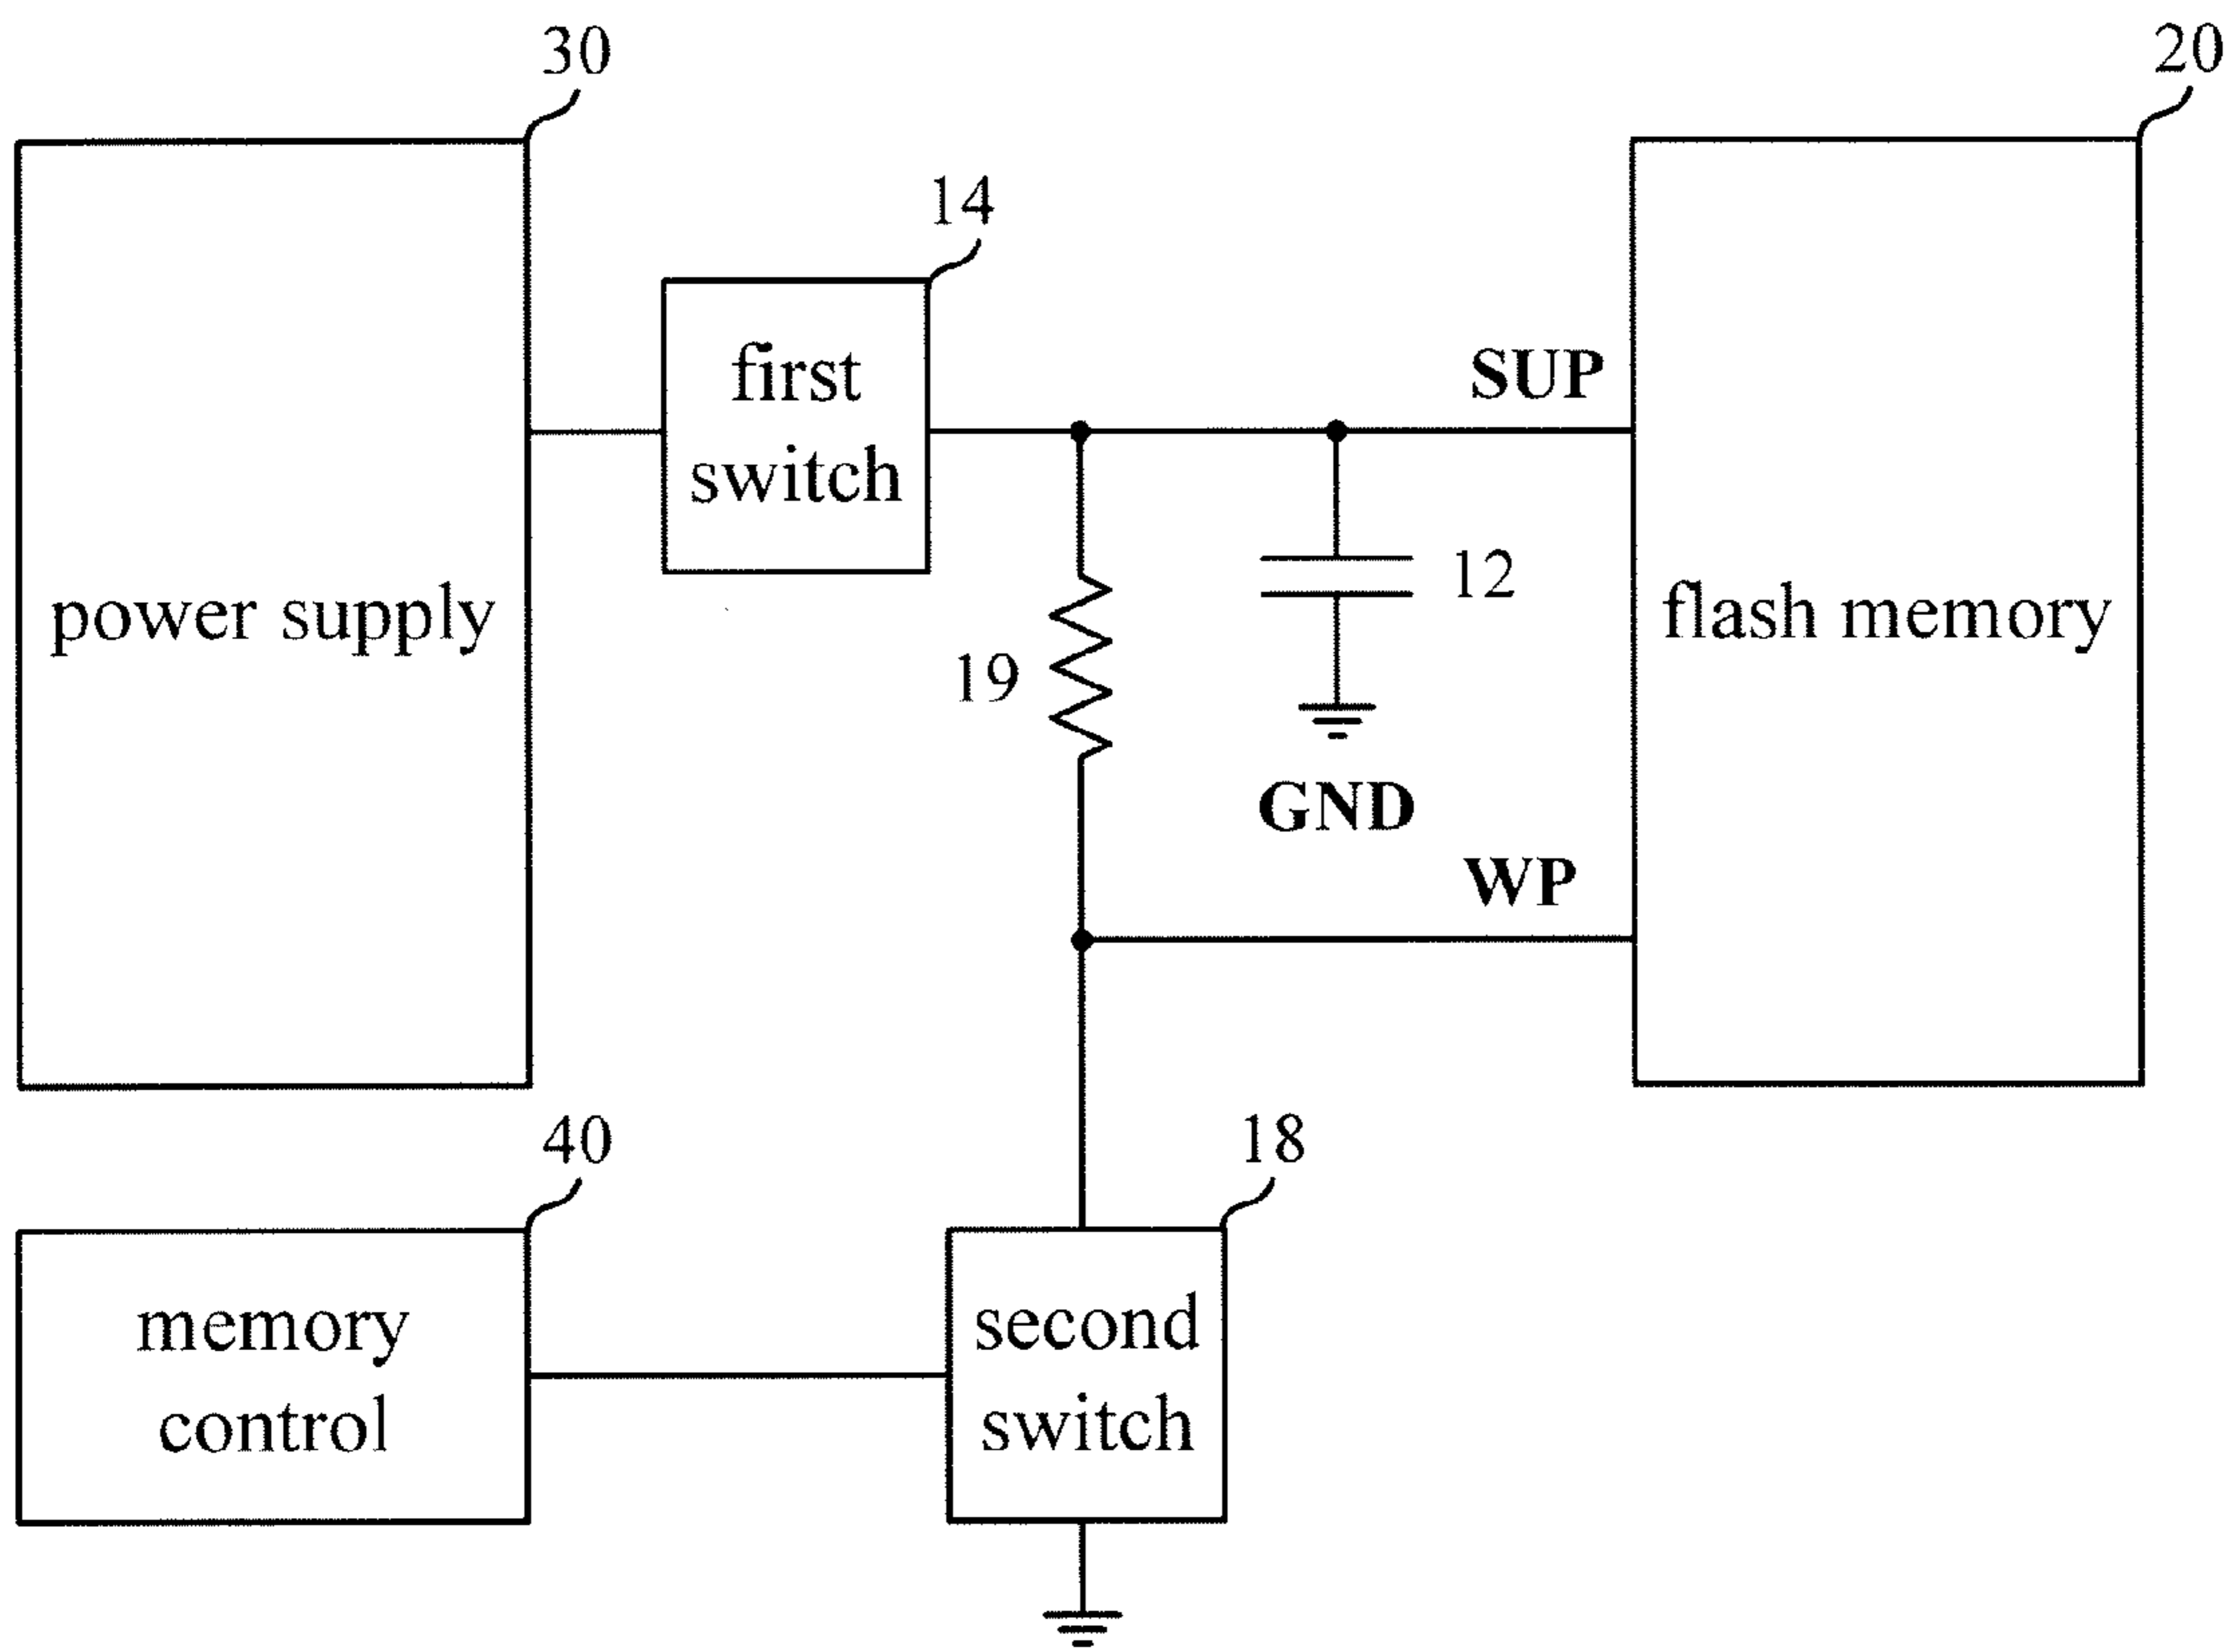 30
20
14
first
switch
SUP
power supply
12
flash memory
19
GND
WP
40
18
memory
control
second
switch